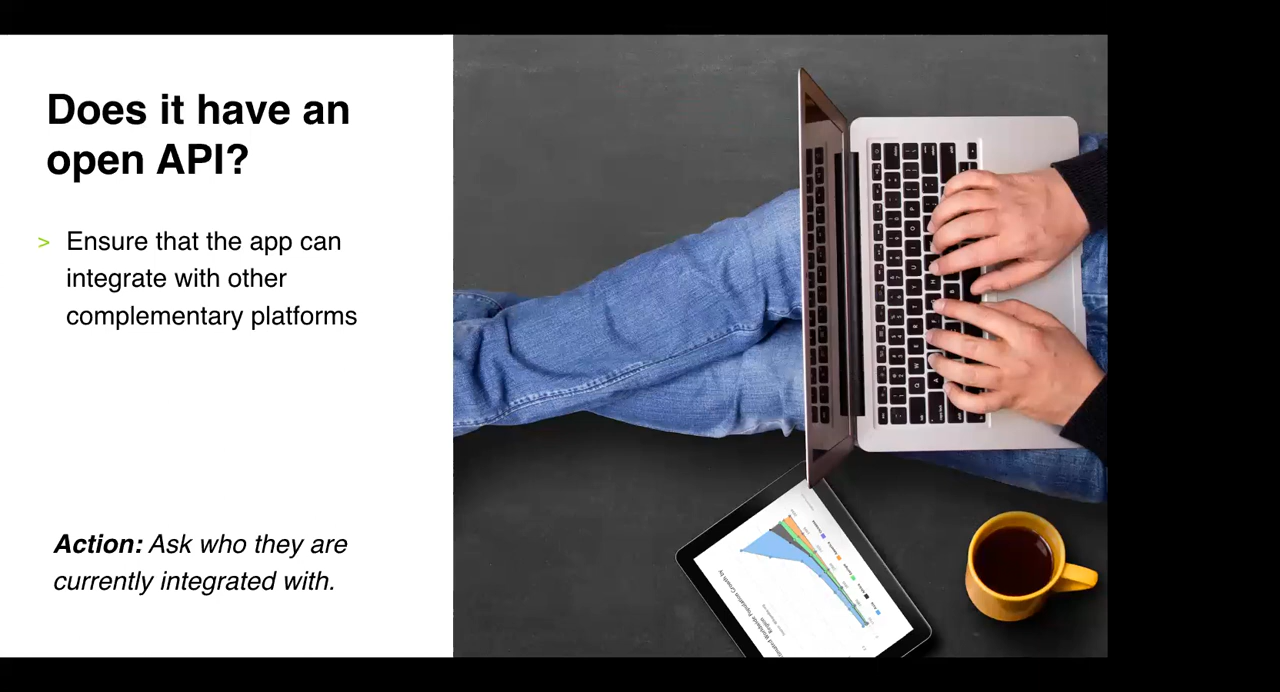 Does it have an
open API?
> Ensure that the app can
integrate with other
complementary platforms
Action: Ask who they are
currently integrated with.